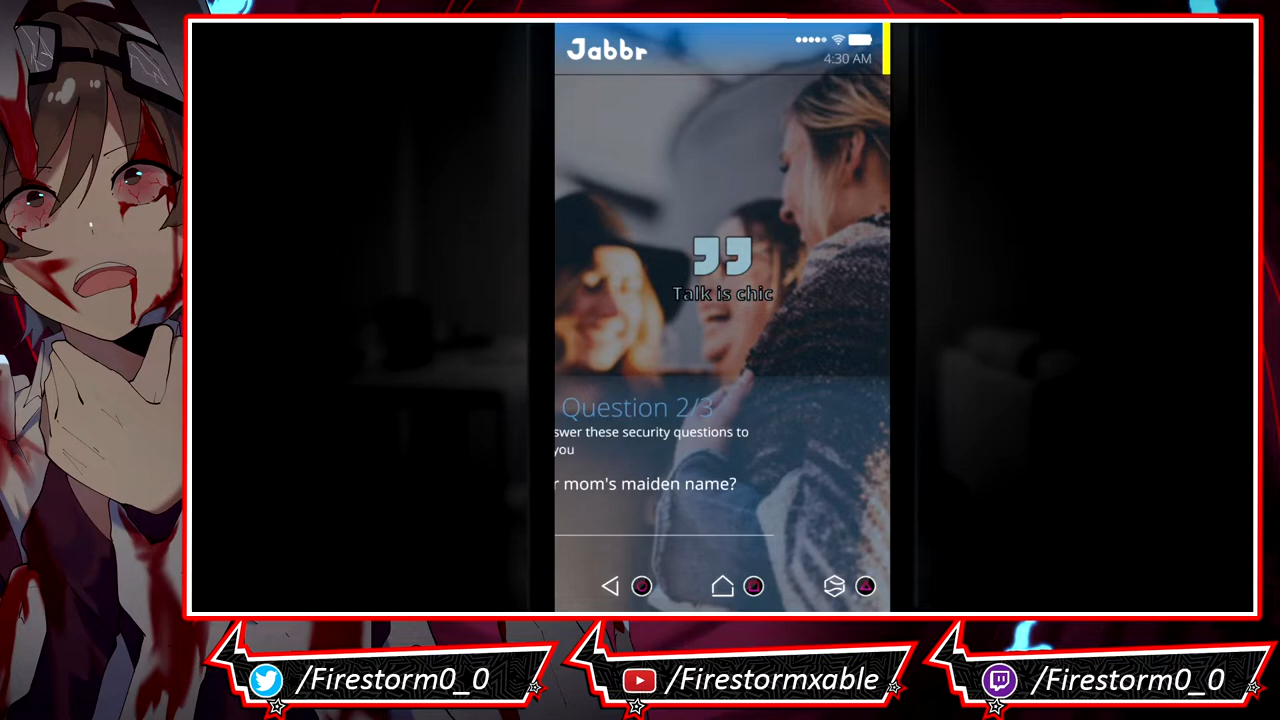 Jabbr
4:30 AM
Talk is chic
Question 2/3
swer these security questions to
you
r mom's maiden name?
/Firestorm0_0
/Firestormxable
/Firestorm0_0